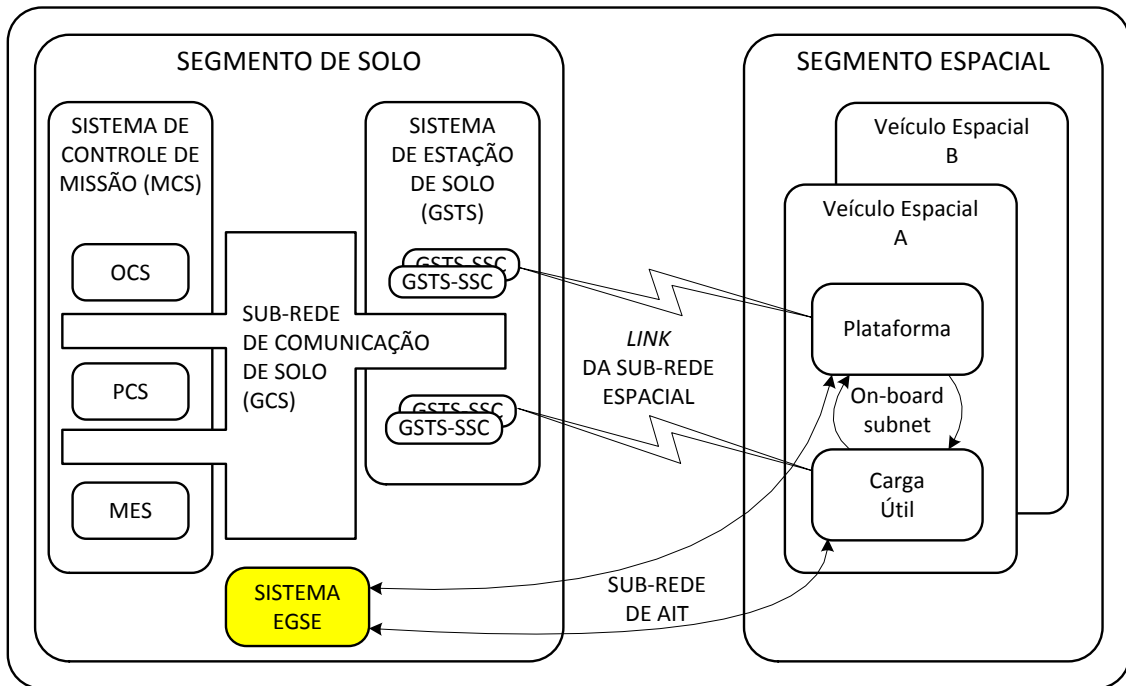 SEGMENTO DE SOLO
SISTEMA DE
CONTROLE DE
MISSÃO (MCS)
OCS
PCS
MES
SUB-REDE
DE COMUNICAÇÃO
DE SOLO
(GCS)
SISTEMA
DE ESTAÇÃO
DE SOLO
(GSTS)
GSTS-SSC
GSTS-SSC
GSTS-SSC
GSTS-SSC
SISTEMA
EGSE
LINK
DA SUB-REDE
ESPACIAL
SUB-REDE
DE AIT
SEGMENTO ESPACIAL
Veículo Espacial
B
Veículo Espacial
A
Plataforma
On-board
subnet
Carga
Útil